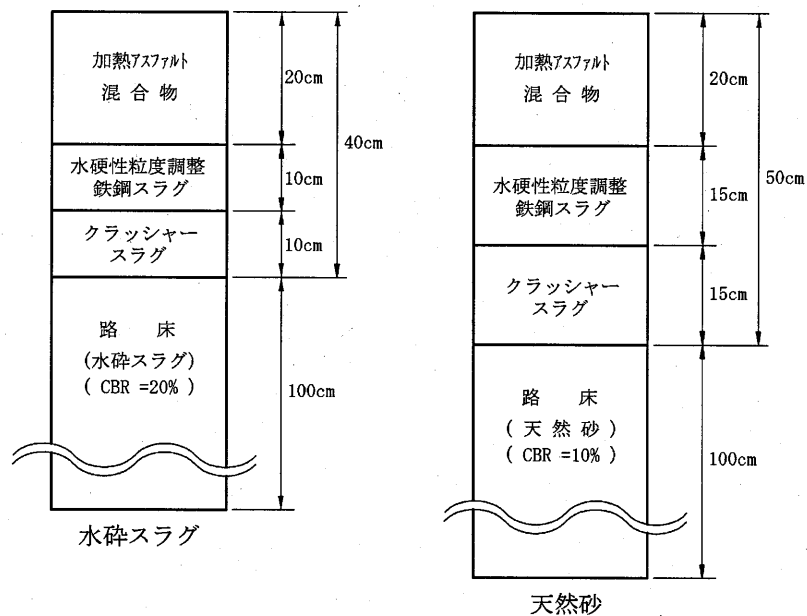 加熱アスファルト
混合物
20cm
水硬性粒度調整
鉄鋼スラグ
10cm
40cm
クラッシャー
スラグ
10cm
路 床
(水砕スラグ)
( CBR =20% )
100cm
水砕スラグ
加熱アスファルト
混合物
20cm
水硬性粒度調整
鉄鋼スラグ
15cm
50cm
クラッシャー
スラグ
15cm
路 床
( 天 然 砂 )
( CBR =10% )
100cm
天然砂